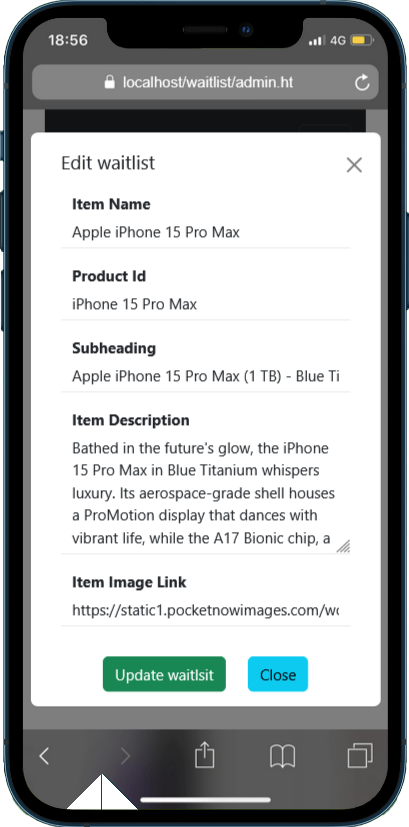 18:56 4G
localhost/waitlist/admin.ht
Edit waitlist
Item Name
Apple iPhone 15 Pro Max
Product Id
iPhone 15 Pro Max
Subheading
Apple iPhone 15 Pro Max (1 TB) - Blue Ti
Item Description
Bathed in the future's glow, the iPhone
15 Pro Max in Blue Titanium whispers
luxury. Its aerospace-grade shell houses
a ProMotion display that dances with
vibrant life, while the A17 Bionic chip, a
Item Image Link
https://static1.pocketnowimages.com/wo
Update waitlsit Close